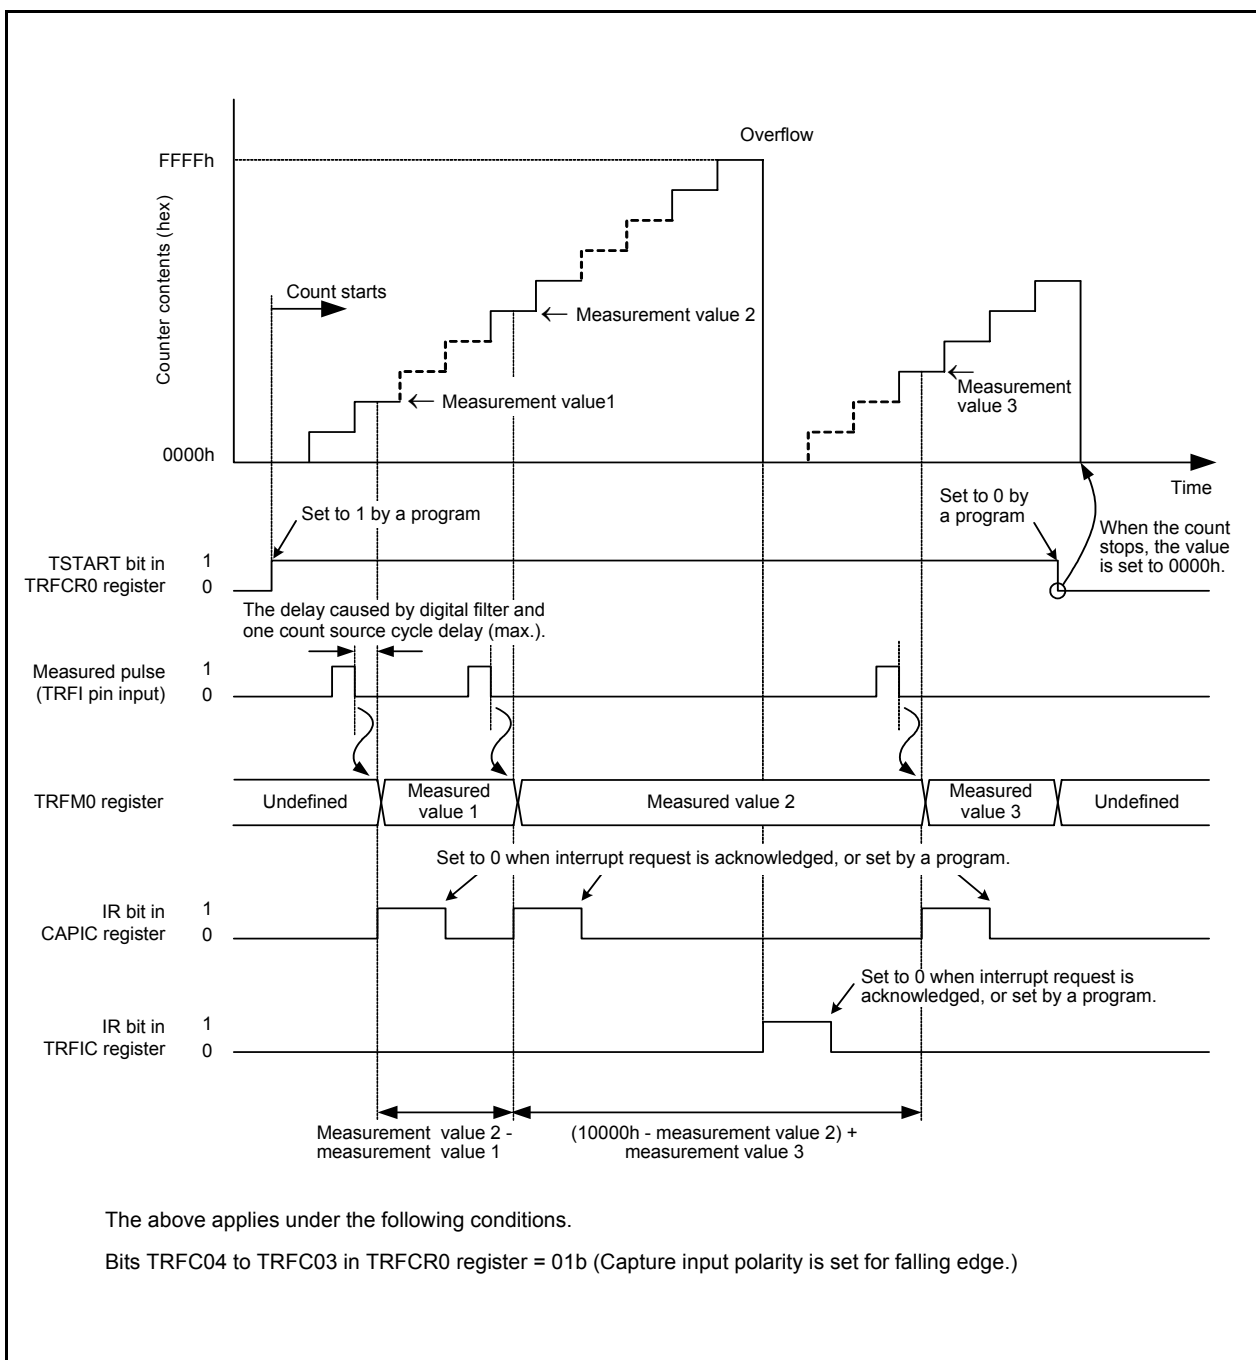 Overflow
FFFFh
Counter contents (hex)
Count starts
← Measurement value 2
← Measurement value1
← Measurement
value 3
0000h
Time
Set to 1 by a program
Set to 0 by
a program
When the count
stops, the value
is set to 0000h.
TSTART bit in
TRFCR0 register
1
0
The delay caused by digital filter and
one count source cycle delay (max.).
Measured pulse
(TRFI pin input)
1
0
TRFM0 register
Undefined
Measured
value 1
Measured value 2
Measured
value 3
Undefined
Set to 0 when interrupt request is acknowledged, or set by a program.
IR bit in
CAPIC register
1
0
Set to 0 when interrupt request is
acknowledged, or set by a program.
IR bit in
TRFIC register
1
0
Measurement value 2 -
measurement value 1
(10000h - measurement value 2) +
measurement value 3
The above applies under the following conditions.
Bits TRFC04 to TRFC03 in TRFCR0 register = 01b (Capture input polarity is set for falling edge.)